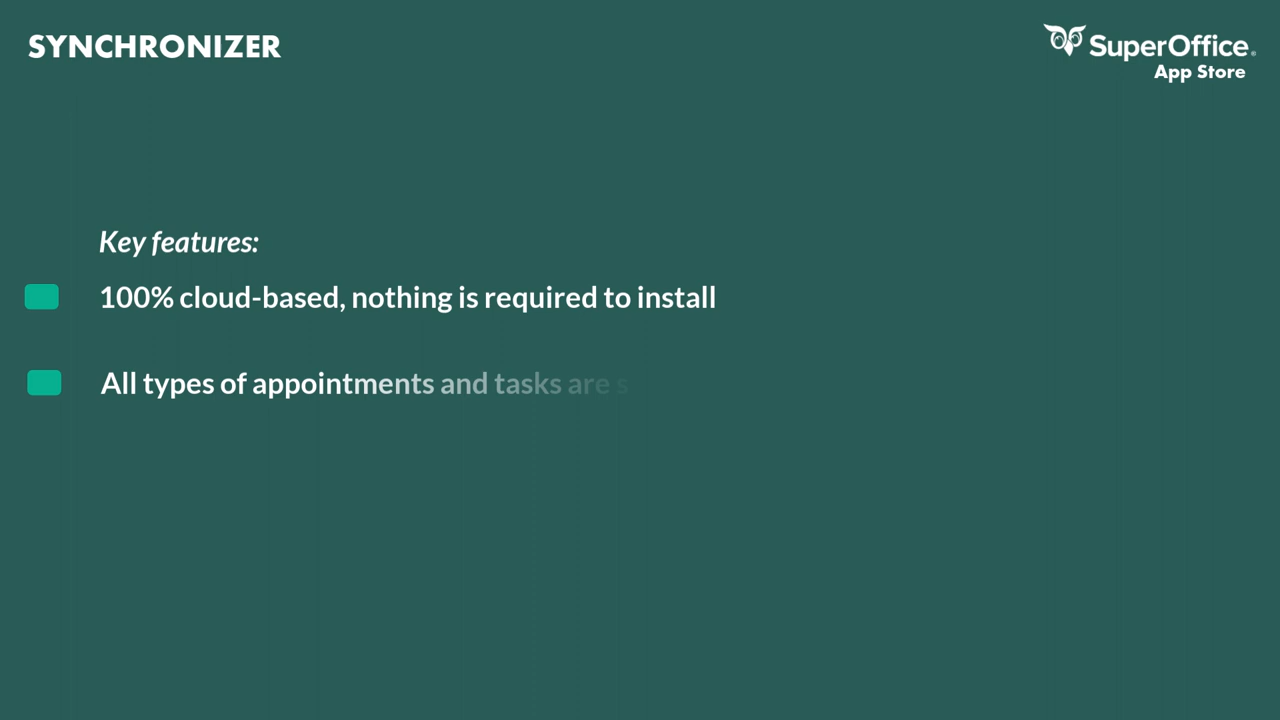 SYNCHRONIZER
SuperOffice
App Store
Key features:
100% cloud-based, nothing is required to install
All types of appointments and tasks are